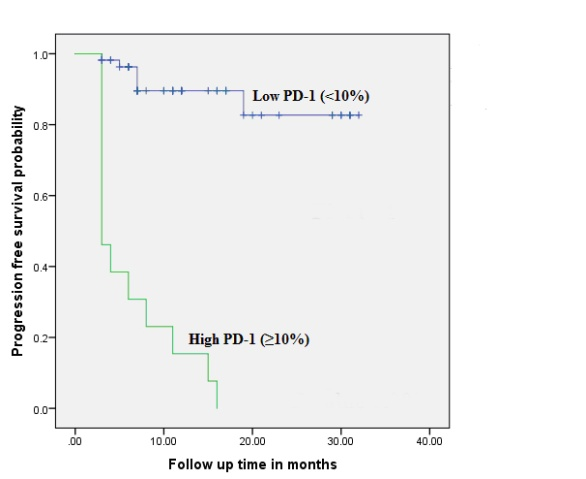 1.0
0.8
0.6
0.4
0.2
0.0
Progression free survival probability
Low PD-1 (<10%)
High PD-1 (≥10%)
.00 10.00 20.00 30.00 40.00
Follow up time in months